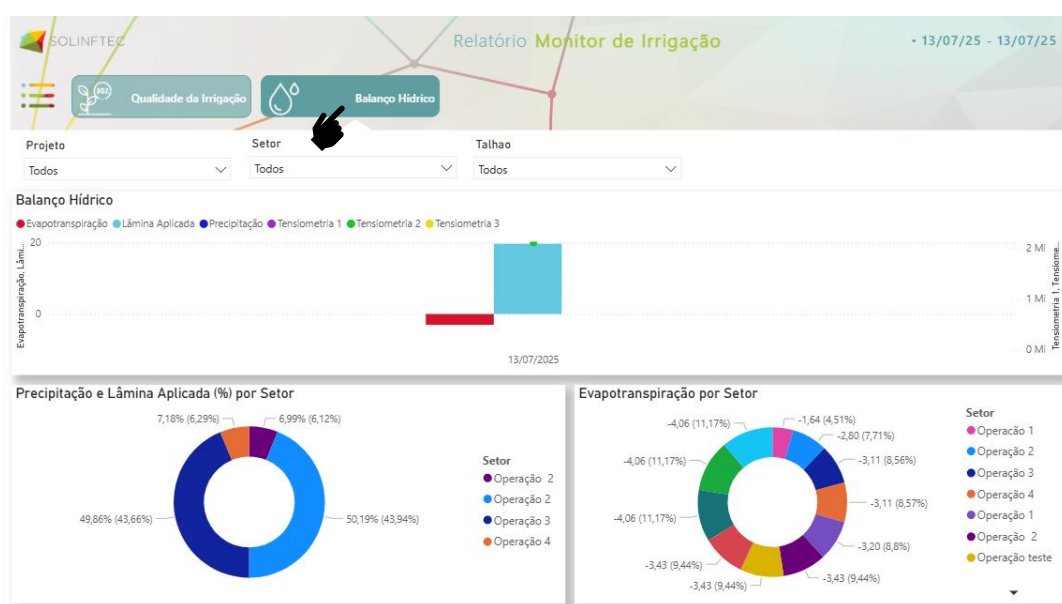 SOLINFTEC
Relatório Monitor de Irrigação
• 13/07/25 - 13/07/25
Qualidade da Irrigação
Balanço Hídrico
Projeto
Setor
Talhao
Todos
Todos
Todos
Balanço Hídrico
Evapotranspiração Lâmina Aplicada Precipitação Tensiometria 1 Tensiometria 2 Tensiometria 3
Evapotranspiração, Lâmi...
20
0
2 Mi
1 Mi
0 Mi
Tensiometria 1, Tensiome...
13/07/2025
Precipitação e Lâmina Aplicada (%) por Setor
7,18% (6,29%)
6,99% (6,12%)
49,86% (43,66%)
50,19% (43,94%)
Setor
Operação 2
Operação 2
Operação 3
Operação 4
Evapotranspiração por Setor
-4,06 (11,17%)
-1,64 (4,51%)
-2,80 (7,71%)
-4,06 (11,17%)
-3,11 (8,56%)
-3,11 (8,57%)
-4,06 (11,17%)
-3,20 (8,8%)
-3,43 (9,44%)
-3,43 (9,44%)
-3,43 (9,44%)
Setor
Operacão 1
Operação 2
Operação 3
Operação 4
Operação 1
Operação 2
Operação teste